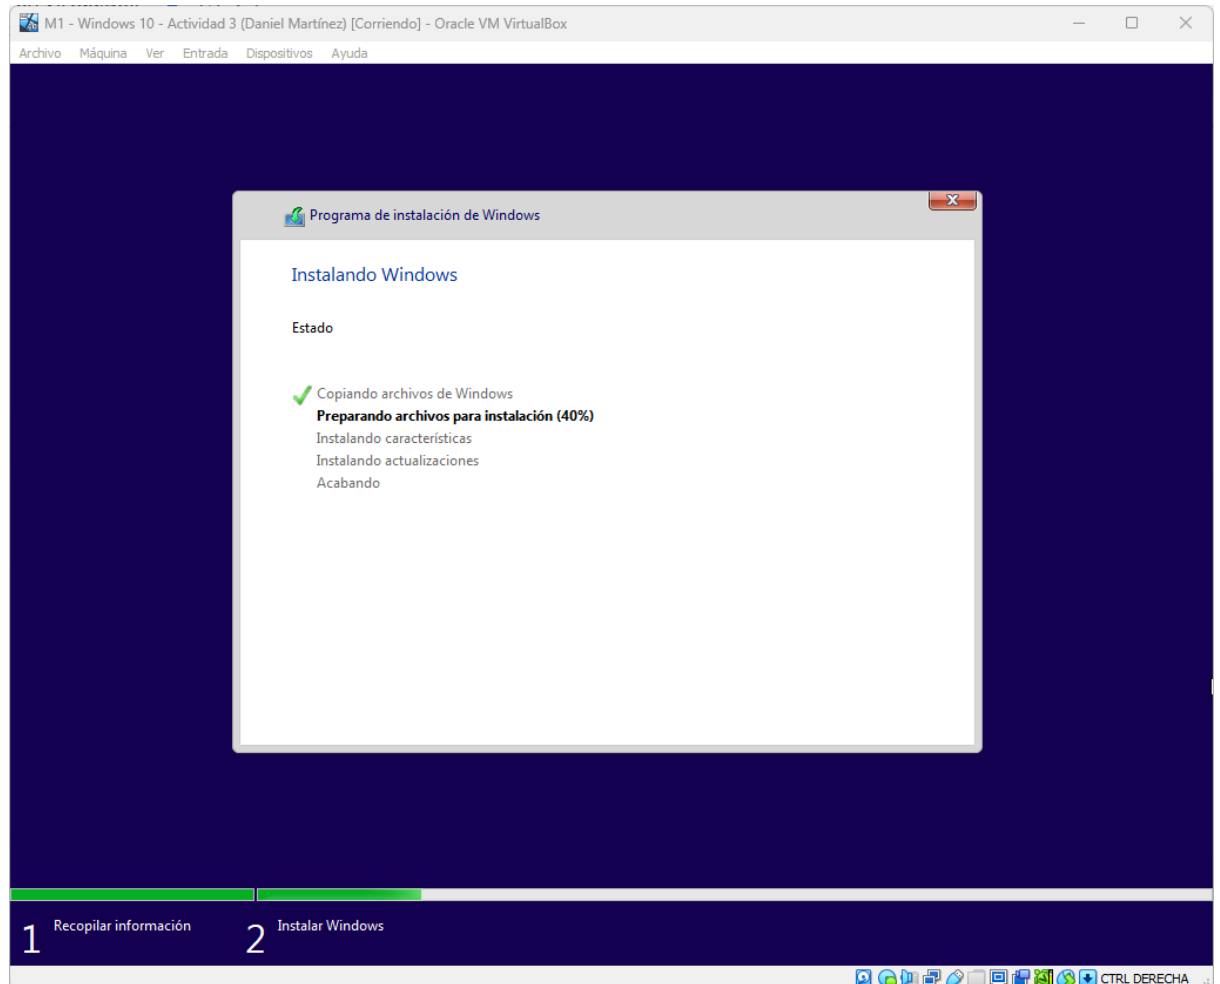 M1 - Windows 10 - Actividad 3 (Daniel Martínez) [Corriendo] - Oracle VM VirtualBox
Archivo Máquina Ver Entrada Dispositivos Ayuda
Programa de instalación de Windows
Instalando Windows
Estado
Copiando archivos de Windows
Preparando archivos para instalación (40%)
Instalando características
Instalando actualizaciones
Acabando
1 Recopilar información 2 Instalar Windows
CTRL DERECHA